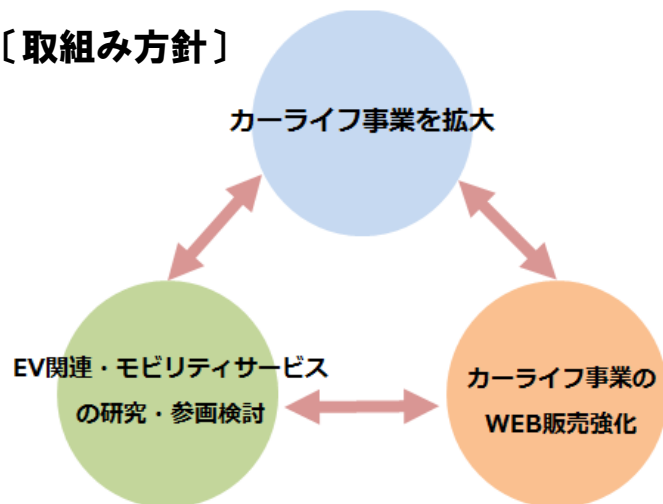 〔取組み方針〕
カーライフ事業を拡大
EV関連・モビリティサービス
の研究・参画検討
カーライフ事業の
WEB販売強化